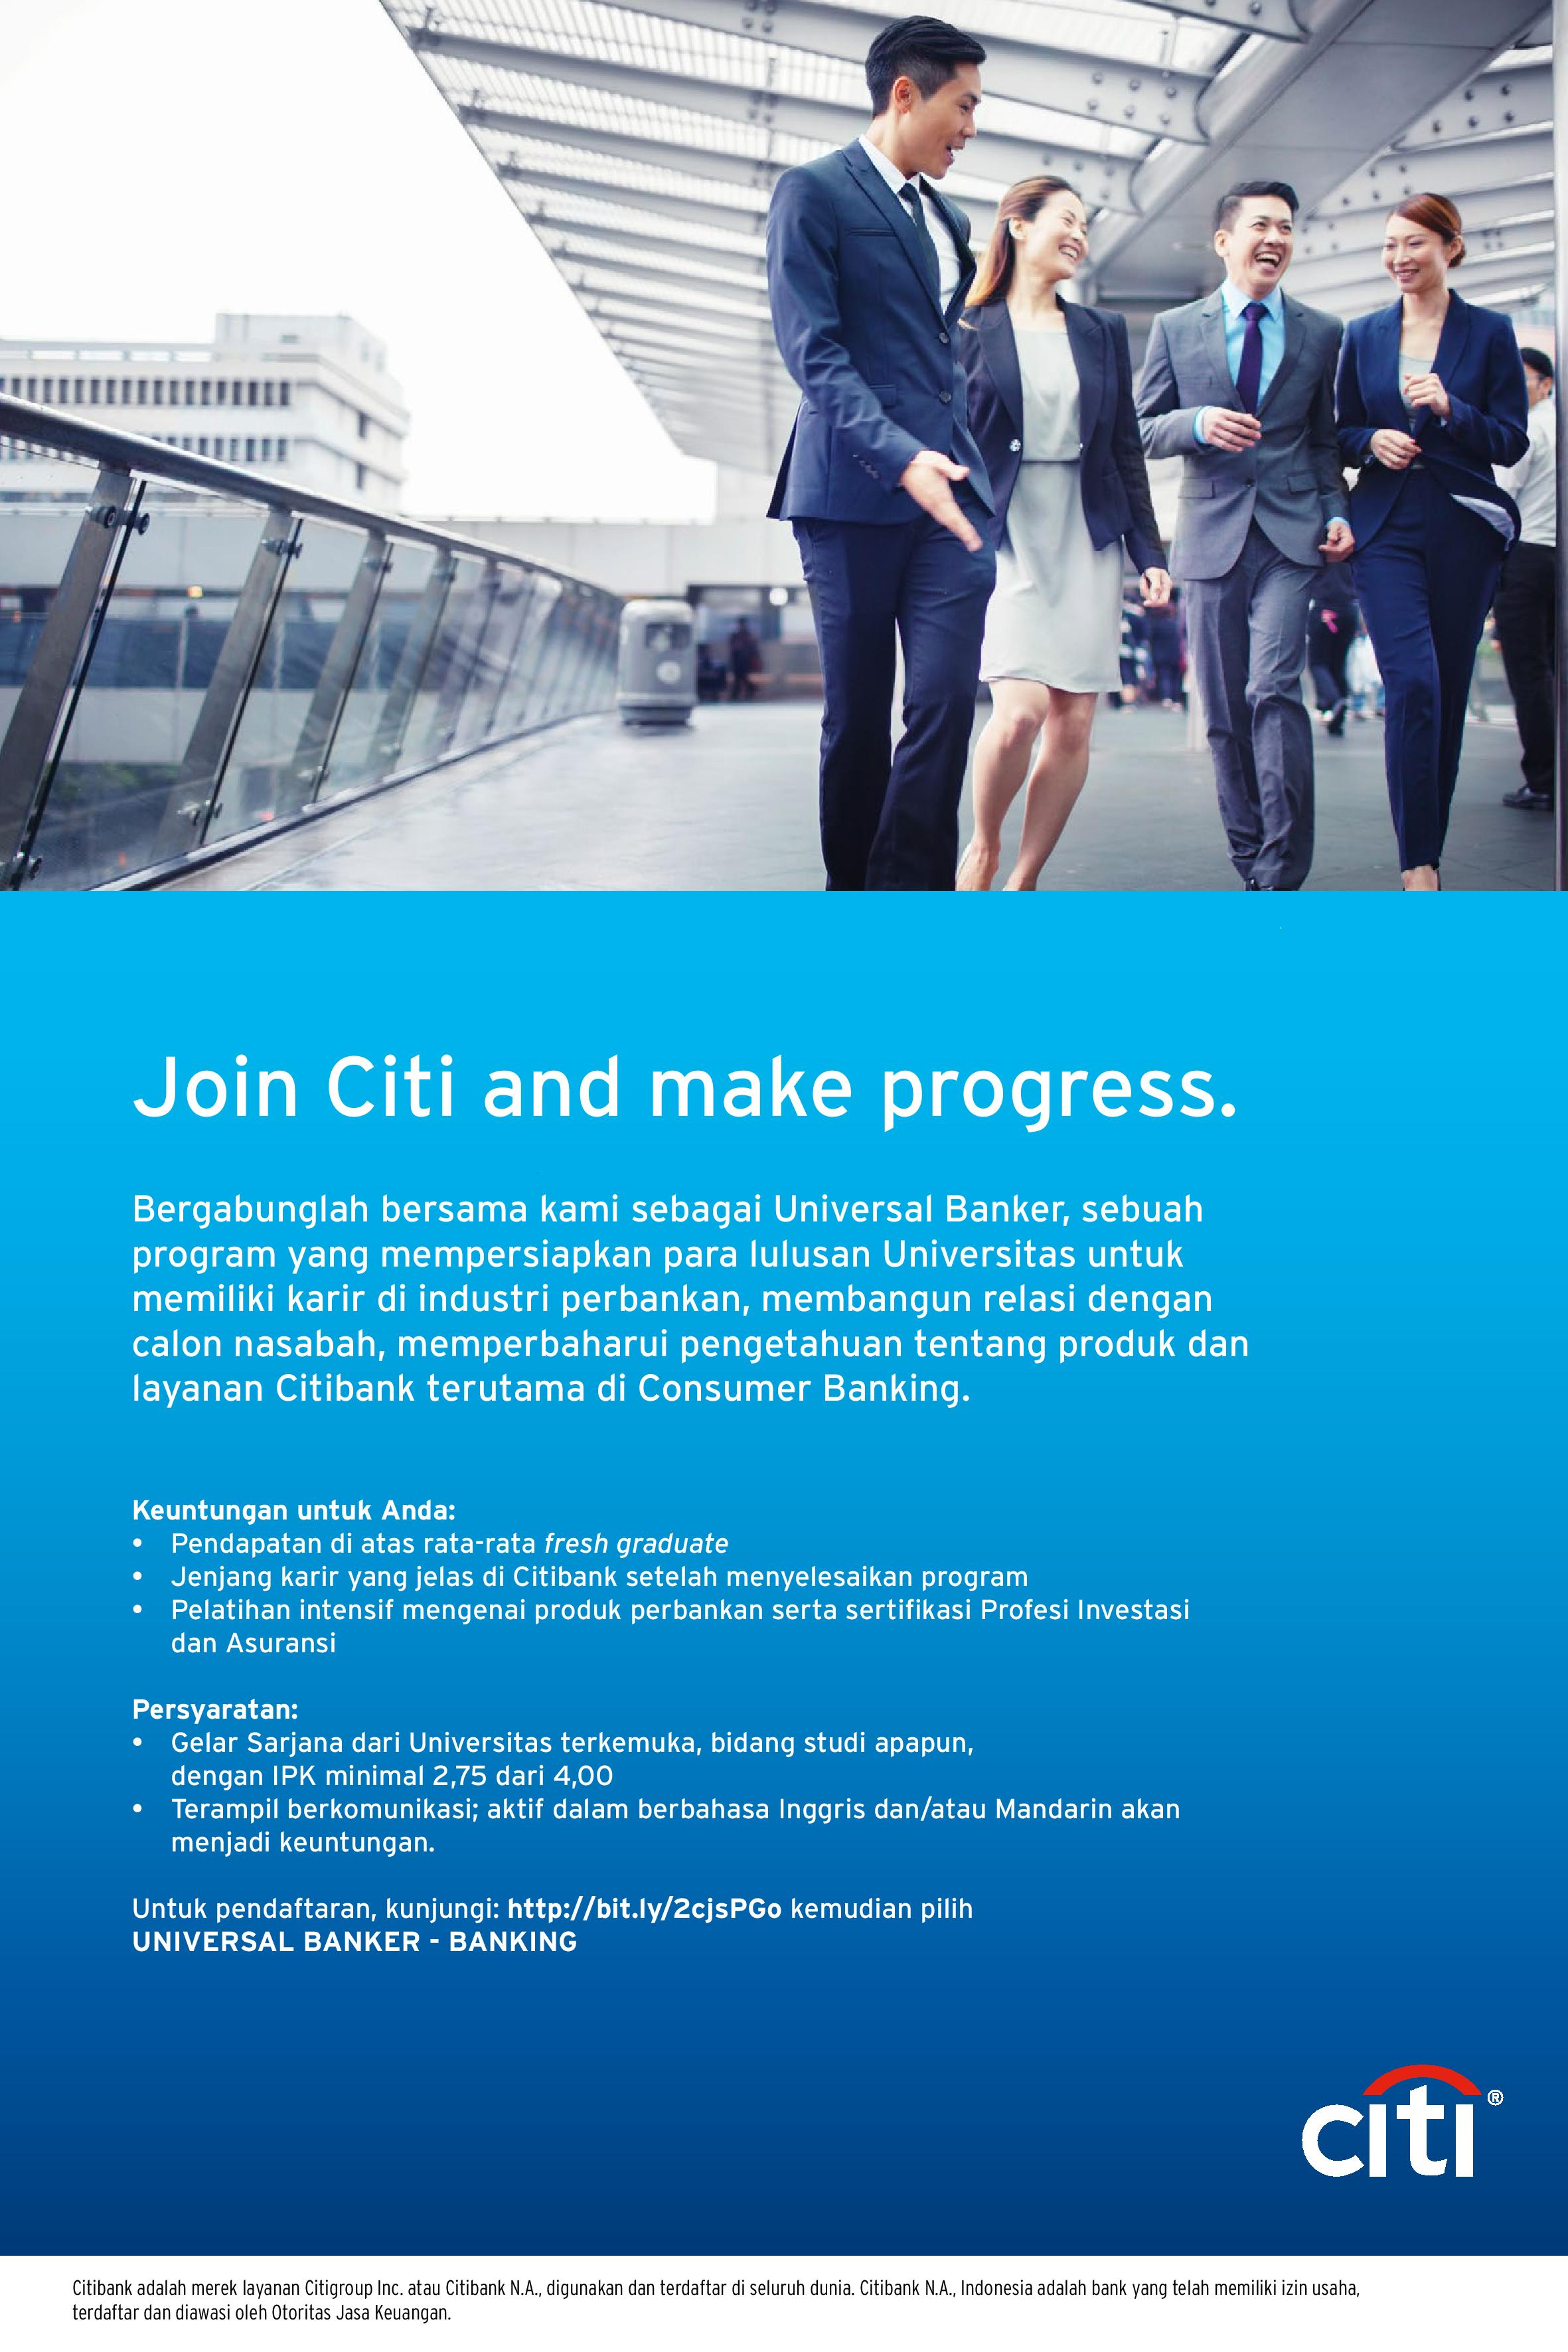 Join Citi and make progress.
Bergabunglah bersama kami sebagai Universal Banker, sebuah
program yang mempersiapkan para lulusan Universitas untuk
memiliki karir di industri perbankan, membangun relasi dengan
calon nasabah, memperbaharui pengetahuan tentang produk dan
layanan Citibank terutama di Consumer Banking.
Keuntungan untuk Anda:
• Pendapatan di atas rata-rata fresh graduate
• Jenjang karir yang jelas di Citibank setelah menyelesaikan program
• Pelatihan intensif mengenai produk perbankan serta sertifikasi Profesi Investasi
dan Asuransi
Persyaratan:
• Gelar Sarjana dari Universitas terkemuka, bidang studi apapun,
dengan IPK minimal 2,75 dari 4,00
• Terampil berkomunikasi; aktif dalam berbahasa Inggris dan/atau Mandarin akan
menjadi keuntungan.
Untuk pendaftaran, kunjungi: http://bit.ly/2cjsPGo kemudian pilih
UNIVERSAL BANKER - BANKING
citi®
Citibank adalah merek layanan Citigroup Inc. atau Citibank N.A., digunakan dan terdaftar di seluruh dunia. Citibank N.A., Indonesia adalah bank yang telah memiliki izin usaha,
terdaftar dan diawasi oleh Otoritas Jasa Keuangan.